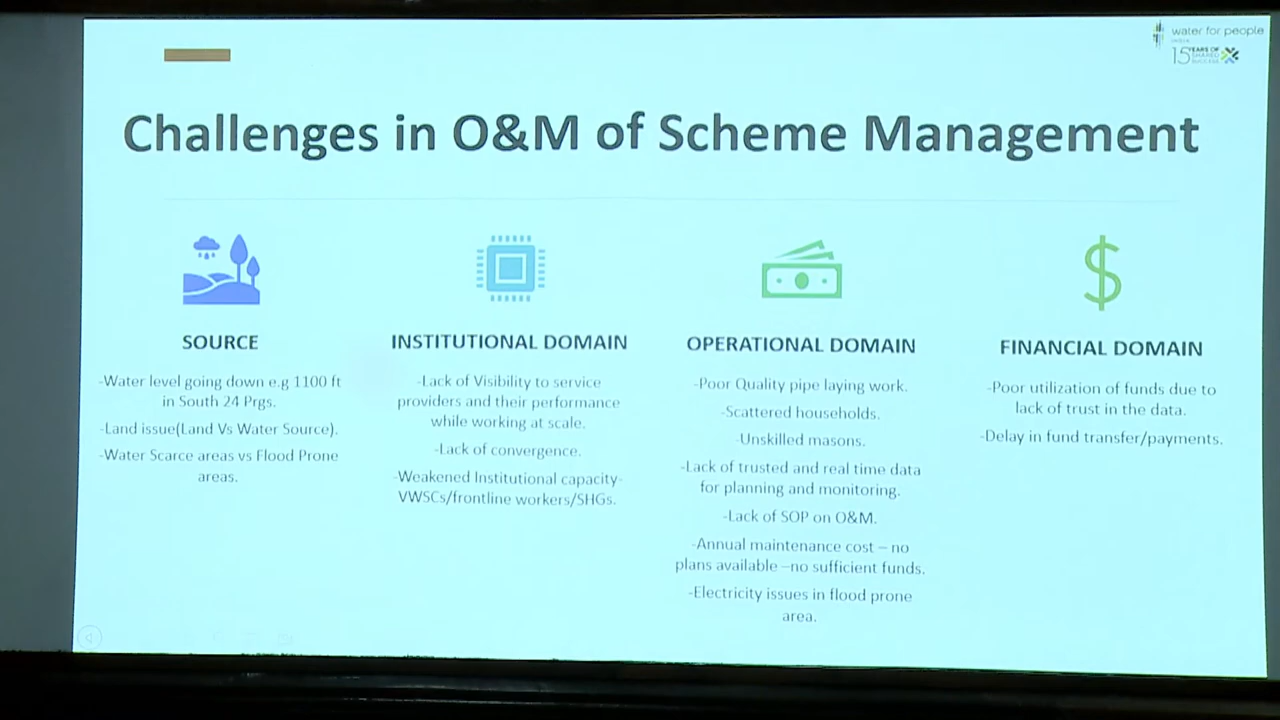 water for people
15 YEARS OF
SHARED
SUCCESS
Challenges in O&M of Scheme Management
SOURCE
-Water level going down e.g 1100 ft
in South 24 Prgs.
-Land issue(Land Vs Water Source).
-Water Scarce areas vs Flood Prone
areas.
INSTITUTIONAL DOMAIN
-Lack of Visibility to service
providers and their performance
while working at scale.
-Lack of convergence.
-Weakened Institutional capacity-
VWSCs/frontline workers/SHGs.
OPERATIONAL DOMAIN
-Poor Quality pipe laying work.
-Scattered households.
-Unskilled masons.
-Lack of trusted and real time data
for planning and monitoring.
-Lack of SOP on O&M.
-Annual maintenance cost – no
plans available –no sufficient funds.
-Electricity issues in flood prone
area.
FINANCIAL DOMAIN
-Poor utilization of funds due to
lack of trust in the data.
-Delay in fund transfer/payments.